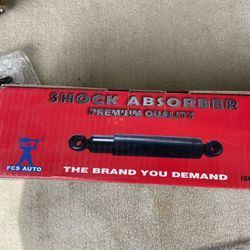 SHOCK ABSORBER
PREMIUM QUALITY
FCS AUTO
THE BRAND YOU DEMAND